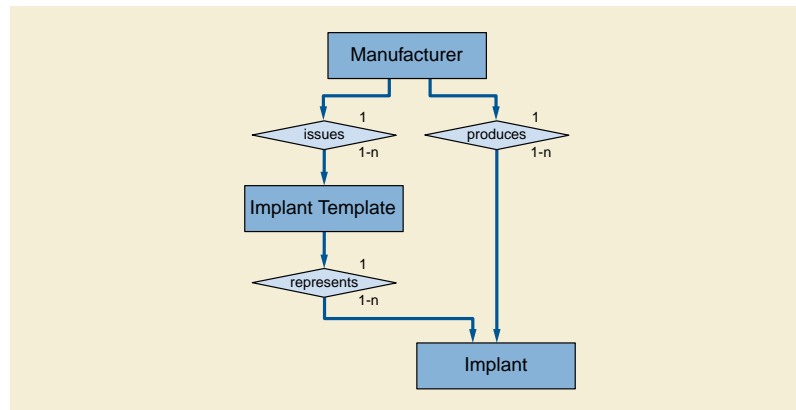 Manufacturer
1
1
issues
produces
1-n
1-n
Implant Template
1
represents
1-n
Implant